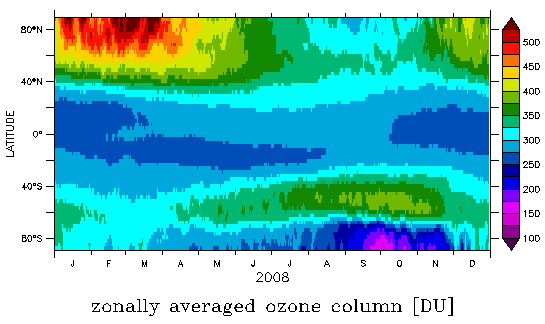 80°N
40°N
0°
40°S
80°S
LATITUDE
J F M A M J J A S O N D
2008
500
450
400
350
300
250
200
150
100
zonally averaged ozone column [DU]